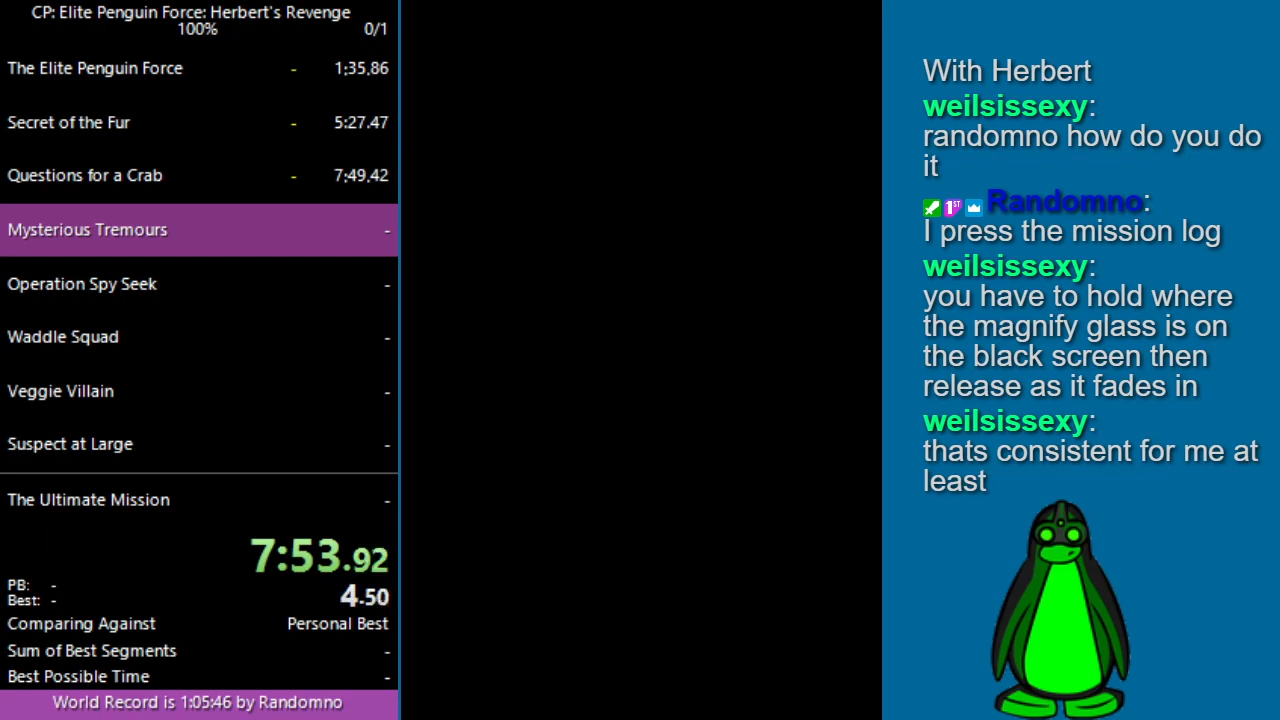 CP: Elite Penguin Force: Herbert's Revenge
100% 0/1
The Elite Penguin Force - 1:35.86
Secret of the Fur - 5:27.47
Questions for a Crab - 7:49.42
Mysterious Tremours -
Operation Spy Seek -
Waddle Squad -
Veggie Villain -
Suspect at Large -
The Ultimate Mission -
7:53.92
PB: -
Best: - 4.50
Comparing Against Personal Best
Sum of Best Segments -
Best Possible Time -
World Record is 1:05:46 by Randomno
With Herbert
weilsissexy:
randomno how do you do
it
1ST Randomno:
I press the mission log
weilsissexy:
you have to hold where
the magnify glass is on
the black screen then
release as it fades in
weilsissexy:
thats consistent for me at
least